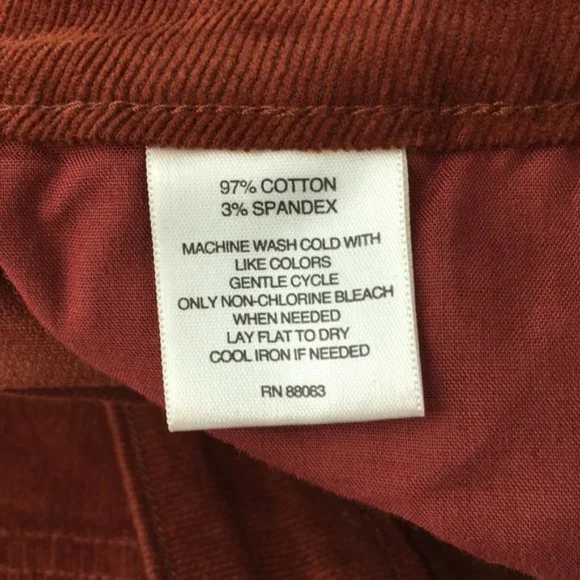 97% COTTON
3% SPANDEX
MACHINE WASH COLD WITH
LIKE COLORS
GENTLE CYCLE
ONLY NON-CHLORINE BLEACH
WHEN NEEDED
LAY FLAT TO DRY
COOL IRON IF NEEDED
RN 88063